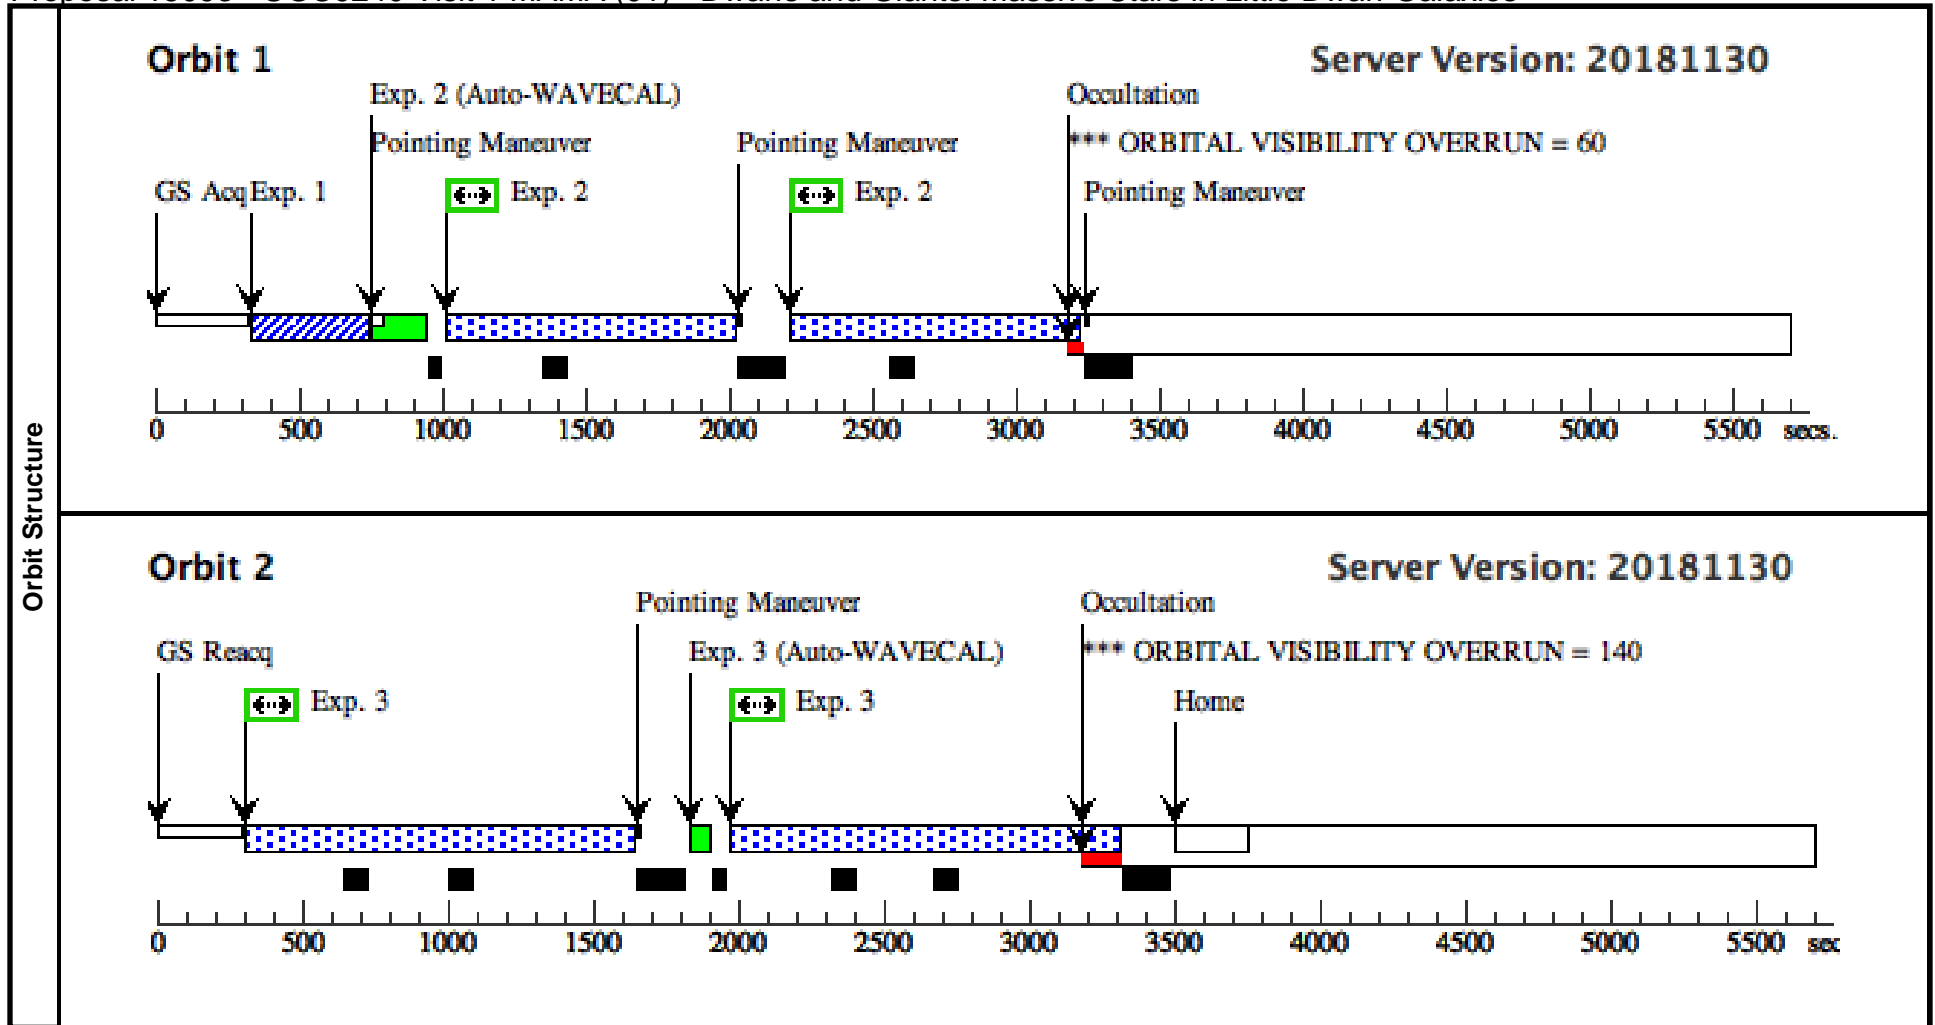 Orbit Structure
Orbit 1
Server Version: 20181130
Exp. 2 (Auto-WAVECAL)
Occultation
Pointing Maneuver
Pointing Maneuver
*** ORBITAL VISIBILITY OVERRUN = 60
GS Acq
Exp. 1
Exp. 2
Exp. 2
Pointing Maneuver
0 500 1000 1500 2000 2500 3000 3500 4000 4500 5000 5500 secs.
Orbit 2
Server Version: 20181130
Pointing Maneuver
Occultation
GS Reacq
Exp. 3 (Auto-WAVECAL)
*** ORBITAL VISIBILITY OVERRUN = 140
Exp. 3
Exp. 3
Home
0 500 1000 1500 2000 2500 3000 3500 4000 4500 5000 5500 sec